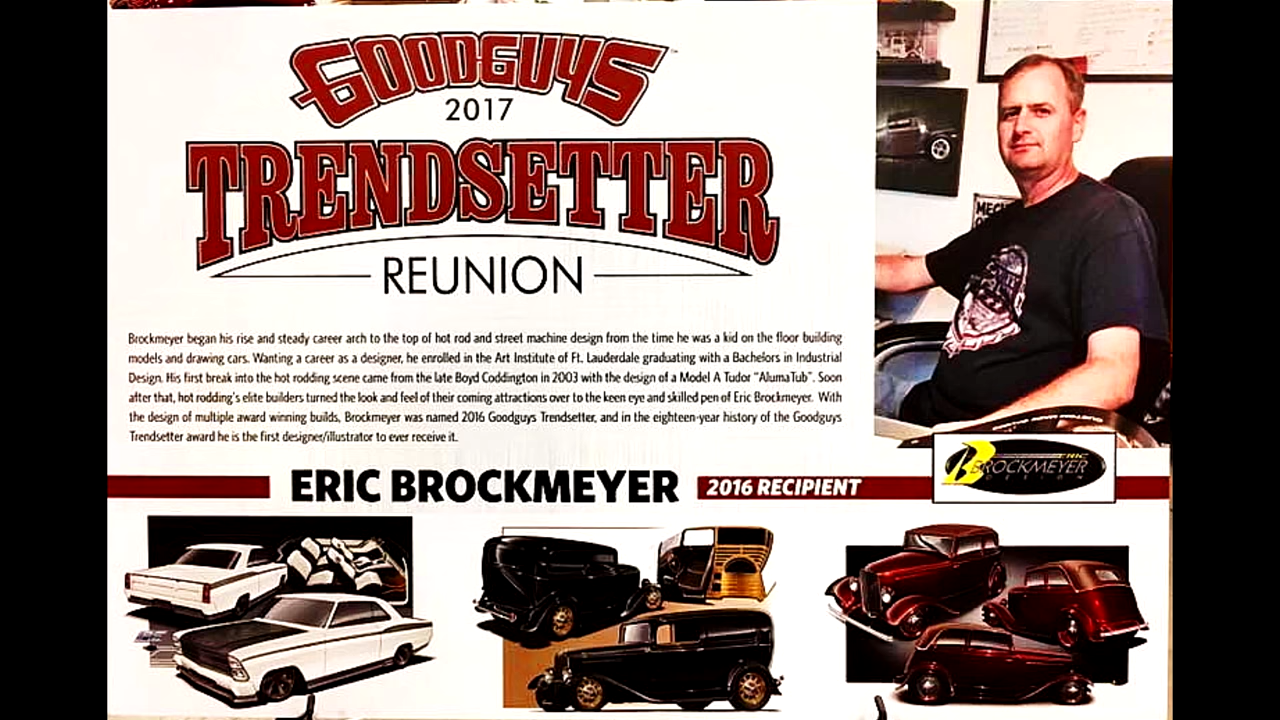 GOODGUYS
2017
TRENDSETTER
REUNION
MECH
Brockmeyer began his rise and steady career arch to the top of hot rod and street machine design from the time he was a kid on the floor building
models and drawing cars. Wanting a career as a designer, he enrolled in the Art Institute of Ft. Lauderdale graduating with a Bachelors in Industrial
Design. His first break into the hot rodding scene came from the late Boyd Coddington in 2003 with the design of a Model A Tudor "AlumaTub". Soon
after that, hot rodding's elite builders turned the look and feel of their coming attractions over to the keen eye and skilled pen of Eric Brockmeyer. With
the design of multiple award winning builds, Brockmeyer was named 2016 Goodguys Trendsetter, and in the eighteen-year history of the Goodguys
Trendsetter award he is the first designer/illustrator to ever receive it.
ERIC BROCKMEYER
2016 RECIPIENT
ERIC
BROCKMEYER
DESIGN